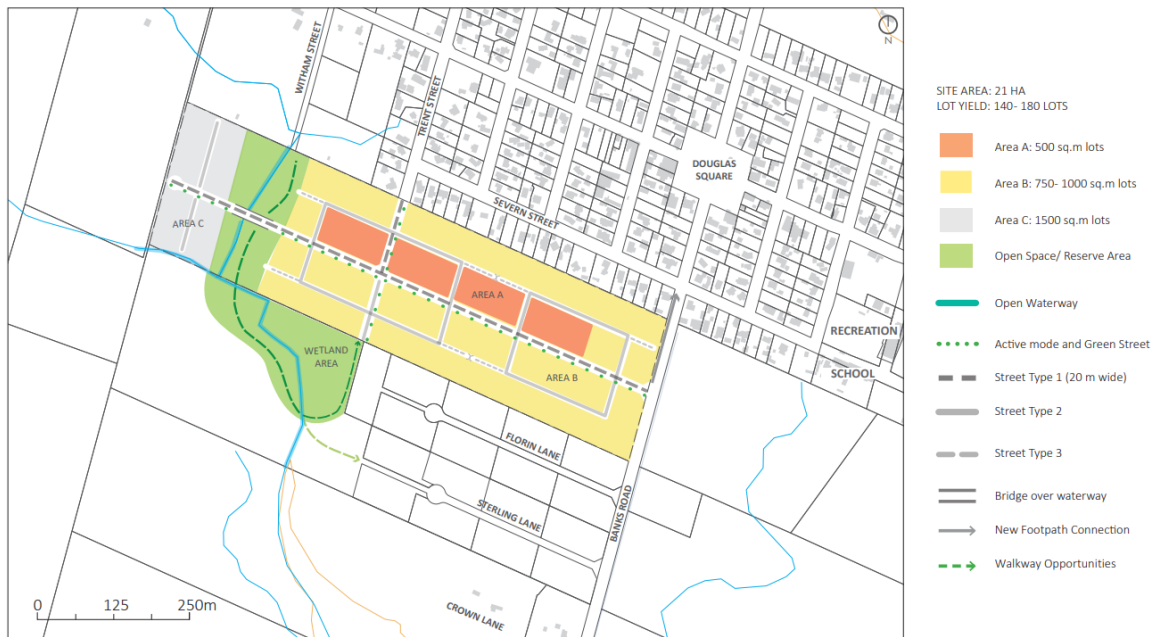 N
WITHAM STREET
TRENT STREET
DOUGLAS
SQUARE
SEVERN STREET
AREA C
AREA A
RECREATION
SCHOOL
WETLAND
AREA
AREA B
FLORIN LANE
STERLING LANE
BANKS ROAD
CROWN LANE
0 125 250m
SITE AREA: 21 HA
LOT YIELD: 140- 180 LOTS
Area A: 500 sq.m lots
Area B: 750- 1000 sq.m lots
Area C: 1500 sq.m lots
Open Space/ Reserve Area
Open Waterway
Active mode and Green Street
Street Type 1 (20 m wide)
Street Type 2
Street Type 3
Bridge over waterway
New Footpath Connection
Walkway Opportunities